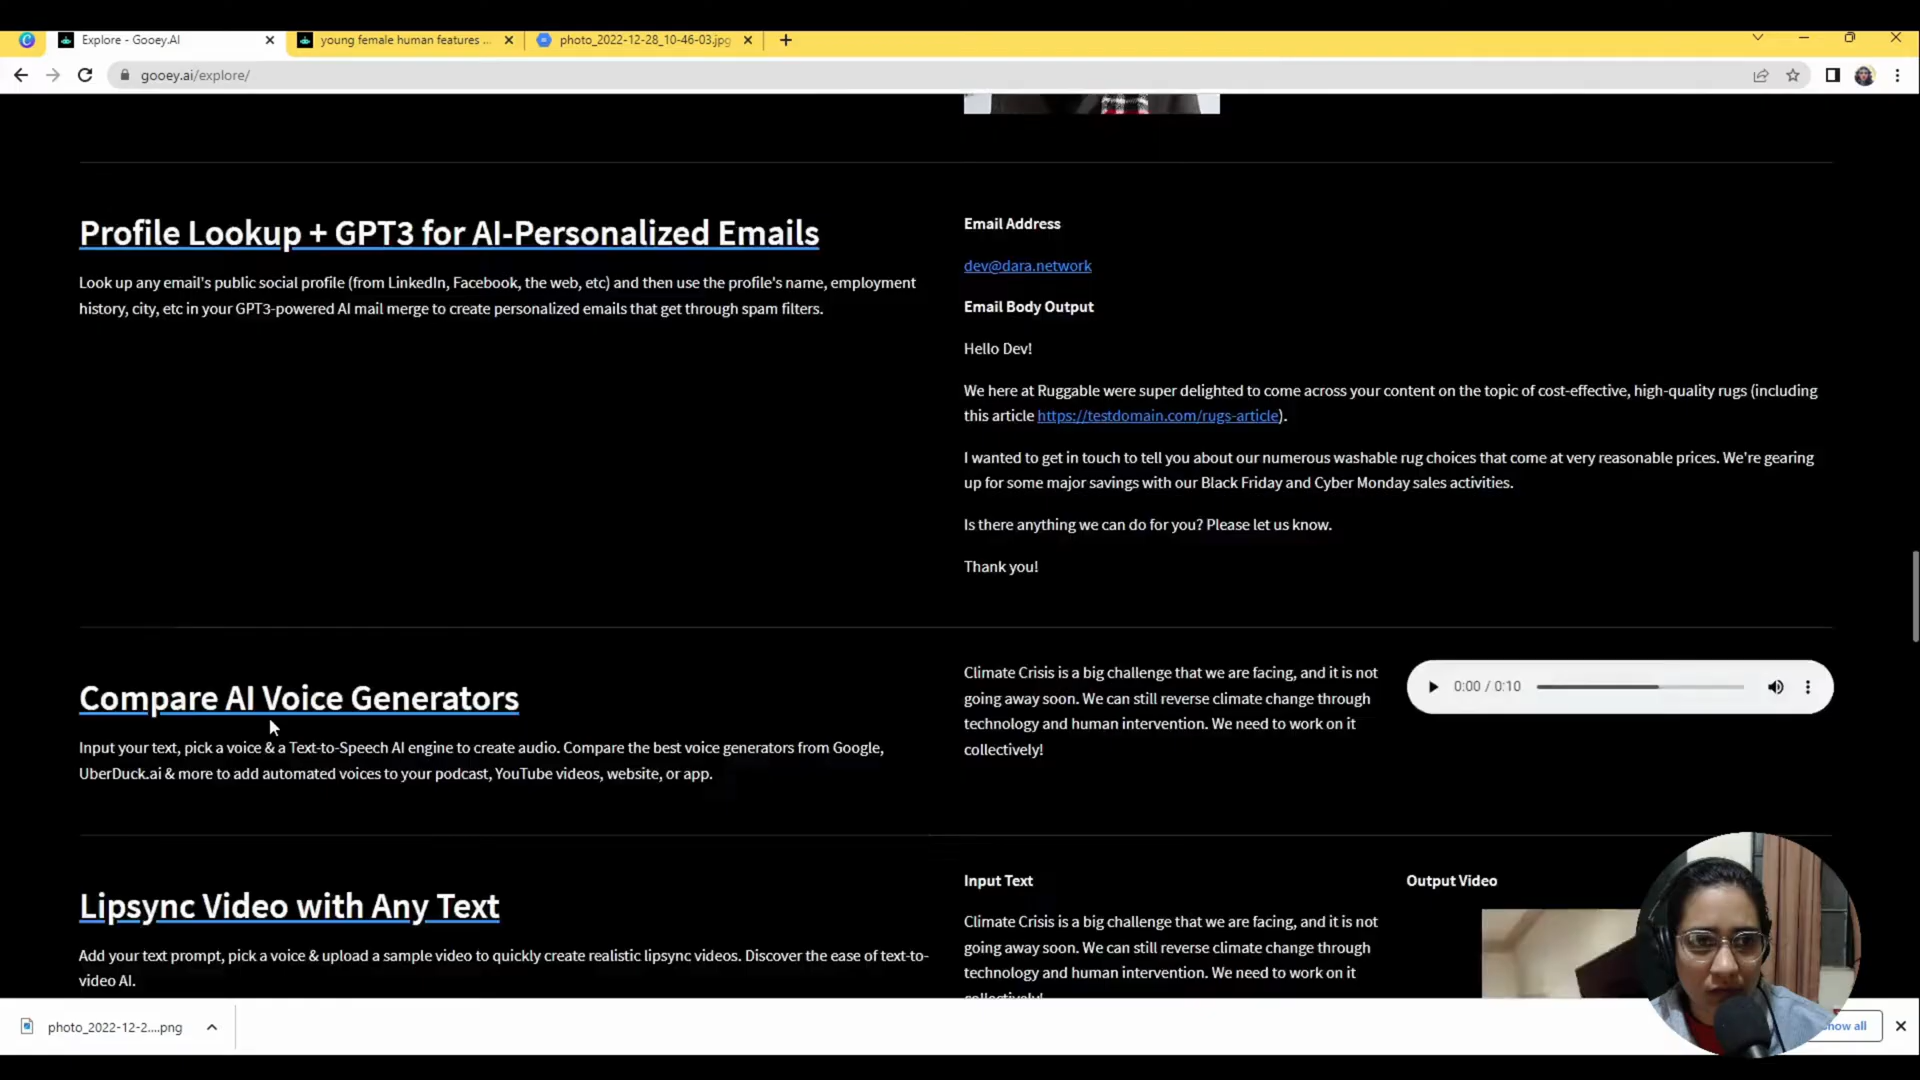 Explore - Gooey.AI
young female human features ...
photo_2022-12-28_10-46-03.jpg
gooey.ai/explore/
Profile Lookup + GPT3 for AI-Personalized Emails
Look up any email's public social profile (from LinkedIn, Facebook, the web, etc) and then use the profile's name, employment
history, city, etc in your GPT3-powered AI mail merge to create personalized emails that get through spam filters.
Email Address
dev@dara.network
Email Body Output
Hello Dev!
We here at Ruggable were super delighted to come across your content on the topic of cost-effective, high-quality rugs (including
this article https://testdomain.com/rugs-article).
I wanted to get in touch to tell you about our numerous washable rug choices that come at very reasonable prices. We're gearing
up for some major savings with our Black Friday and Cyber Monday sales activities.
Is there anything we can do for you? Please let us know.
Thank you!
Compare AI Voice Generators
Input your text, pick a voice & a Text-to-Speech AI engine to create audio. Compare the best voice generators from Google,
UberDuck.ai & more to add automated voices to your podcast, YouTube videos, website, or app.
Climate Crisis is a big challenge that we are facing, and it is not
going away soon. We can still reverse climate change through
technology and human intervention. We need to work on it
collectively!
0:00 / 0:10
Lipsync Video with Any Text
Add your text prompt, pick a voice & upload a sample video to quickly create realistic lipsync videos. Discover the ease of text-to-
video AI.
Input Text
Climate Crisis is a big challenge that we are facing, and it is not
going away soon. We can still reverse climate change through
technology and human intervention. We need to work on it
collectively!
Output Video
photo_2022-12-2....png
how all